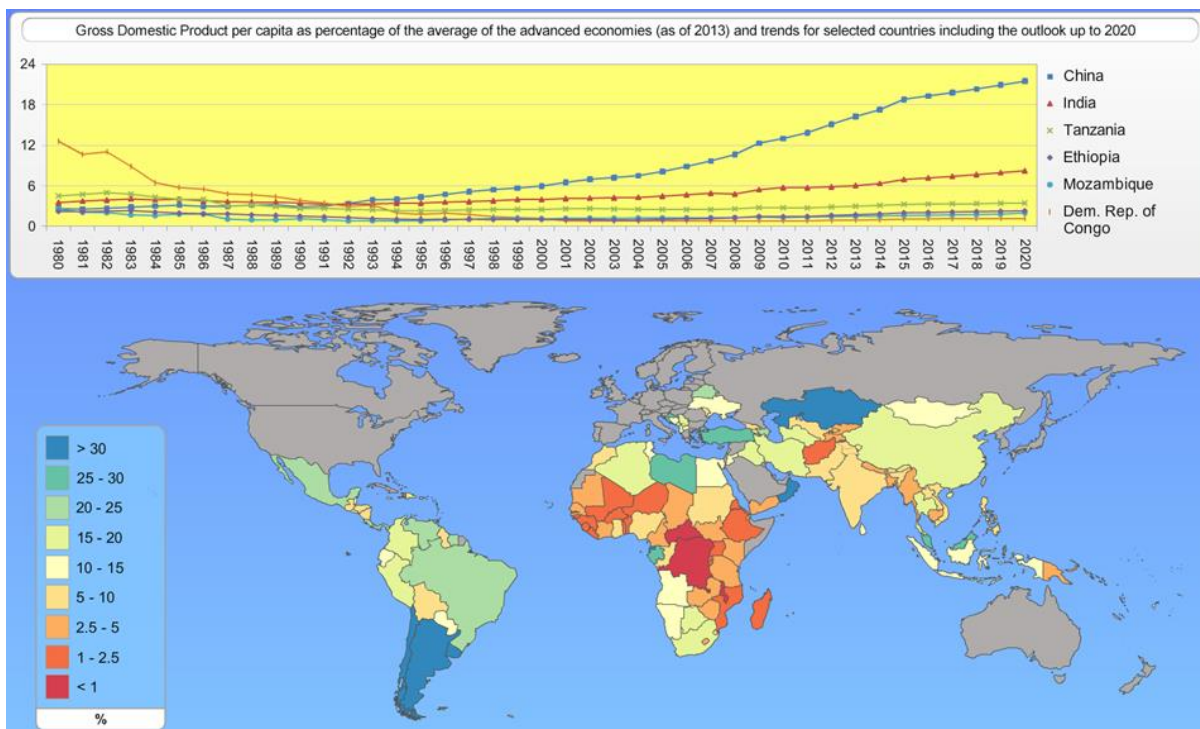 Gross Domestic Product per capita as percentage of the average of the advanced economies (as of 2013) and trends for selected countries including the outlook up to 2020
24
18
12
6
0
1980 1981 1982 1983 1984 1985 1986 1987 1988 1989 1990 1991 1992 1993 1994 1995 1996 1997 1998 1999 2000 2001 2002 2003 2004 2005 2006 2007 2008 2009 2010 2011 2012 2013 2014 2015 2016 2017 2018 2019 2020
China
India
Tanzania
Ethiopia
Mozambique
Dem. Rep. of
Congo
> 30
25 - 30
20 - 25
15 - 20
10 - 15
5 - 10
2.5 - 5
1 - 2.5
< 1
%